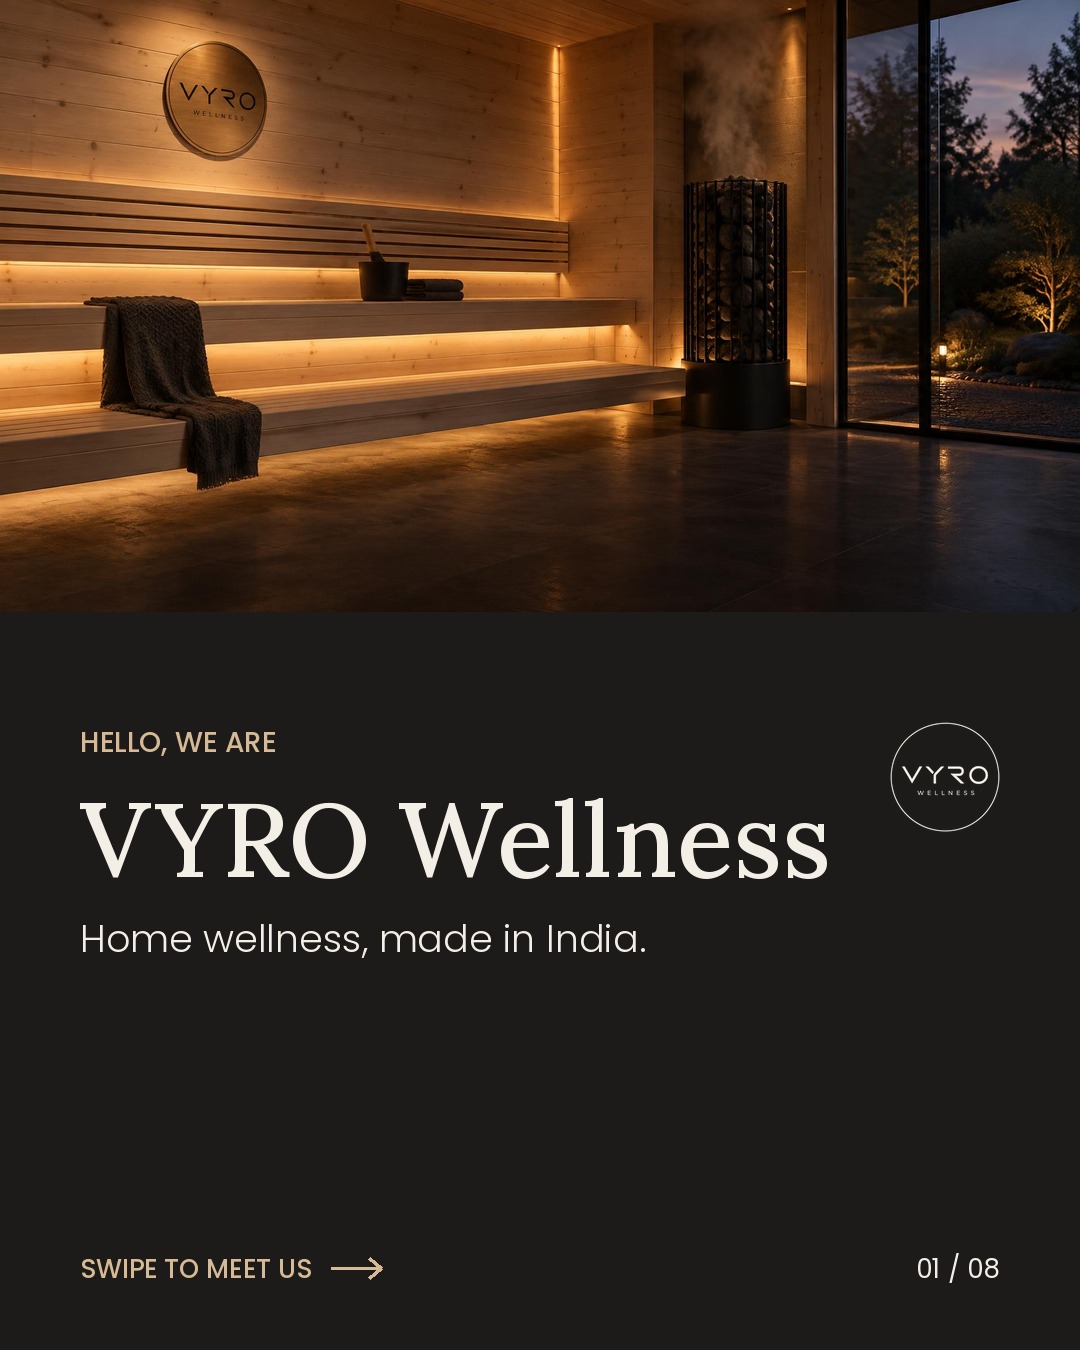 VYRO
WELLNESS
HELLO, WE ARE
VYRO
WELLNESS
VYRO Wellness
Home wellness, made in India.
SWIPE TO MEET US
01 / 08